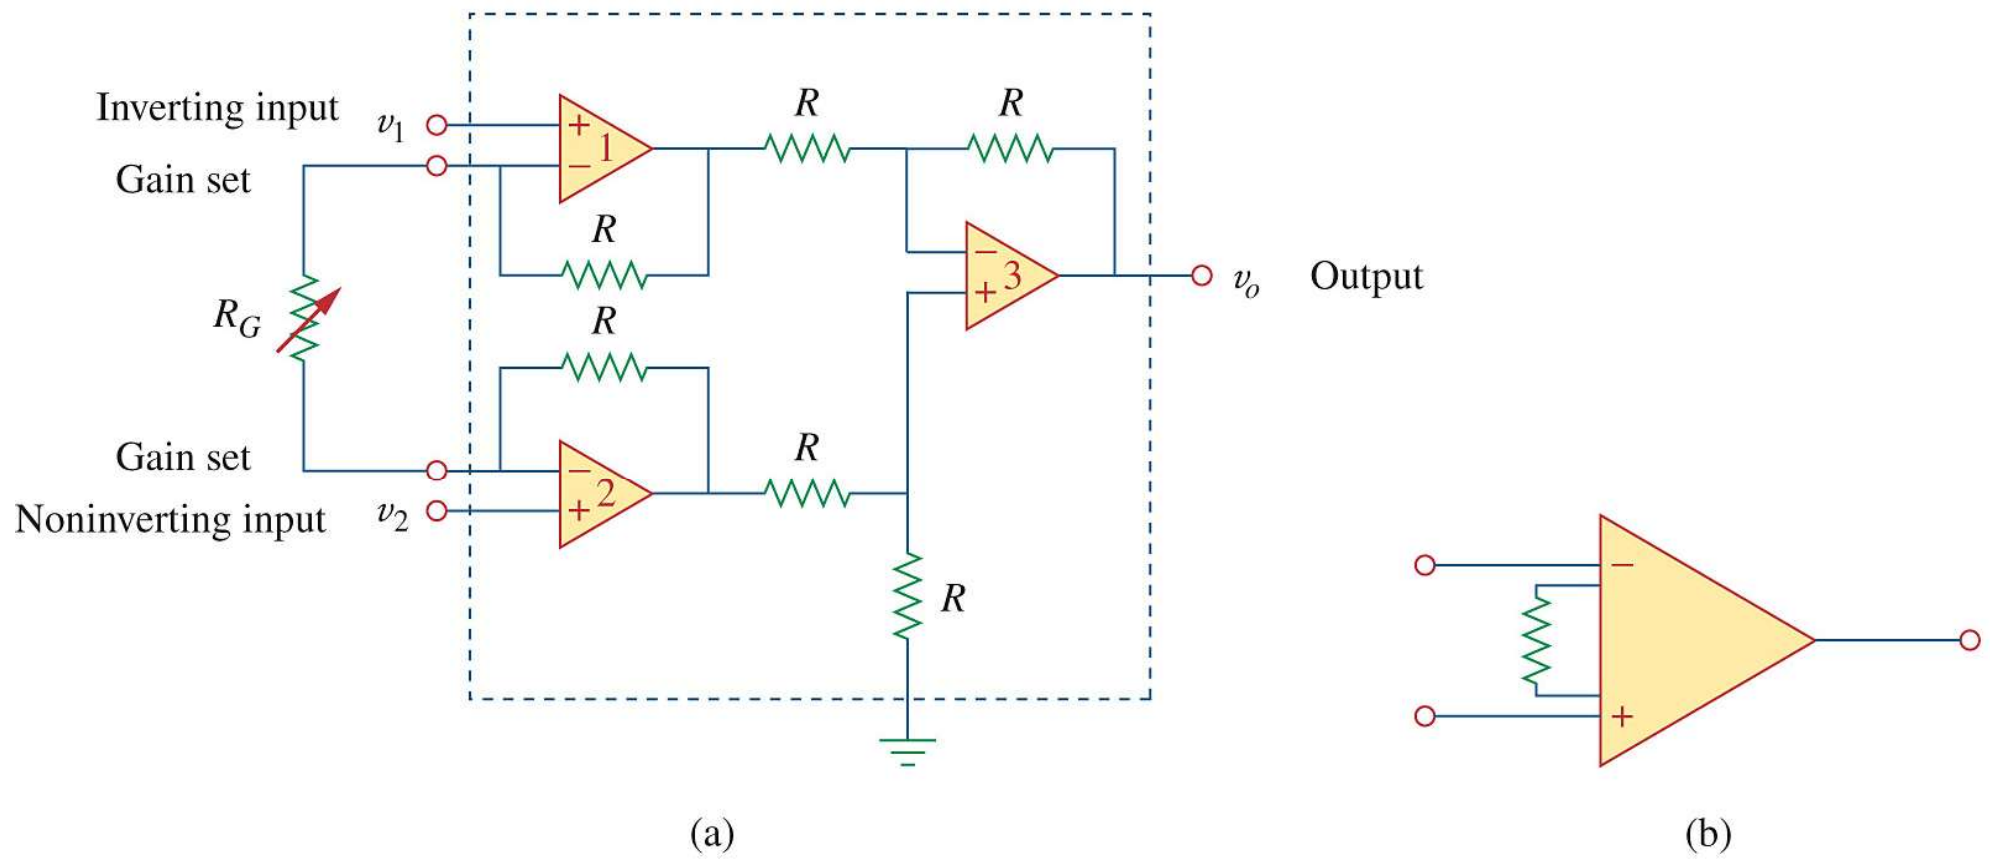 R
R
Inverting input
v1
+
1
−
Gain set
R
−
3
+
vo
Output
RG
R
Gain set
R
−
2
+
Noninverting input
v2
−
R
+
(a)
(b)